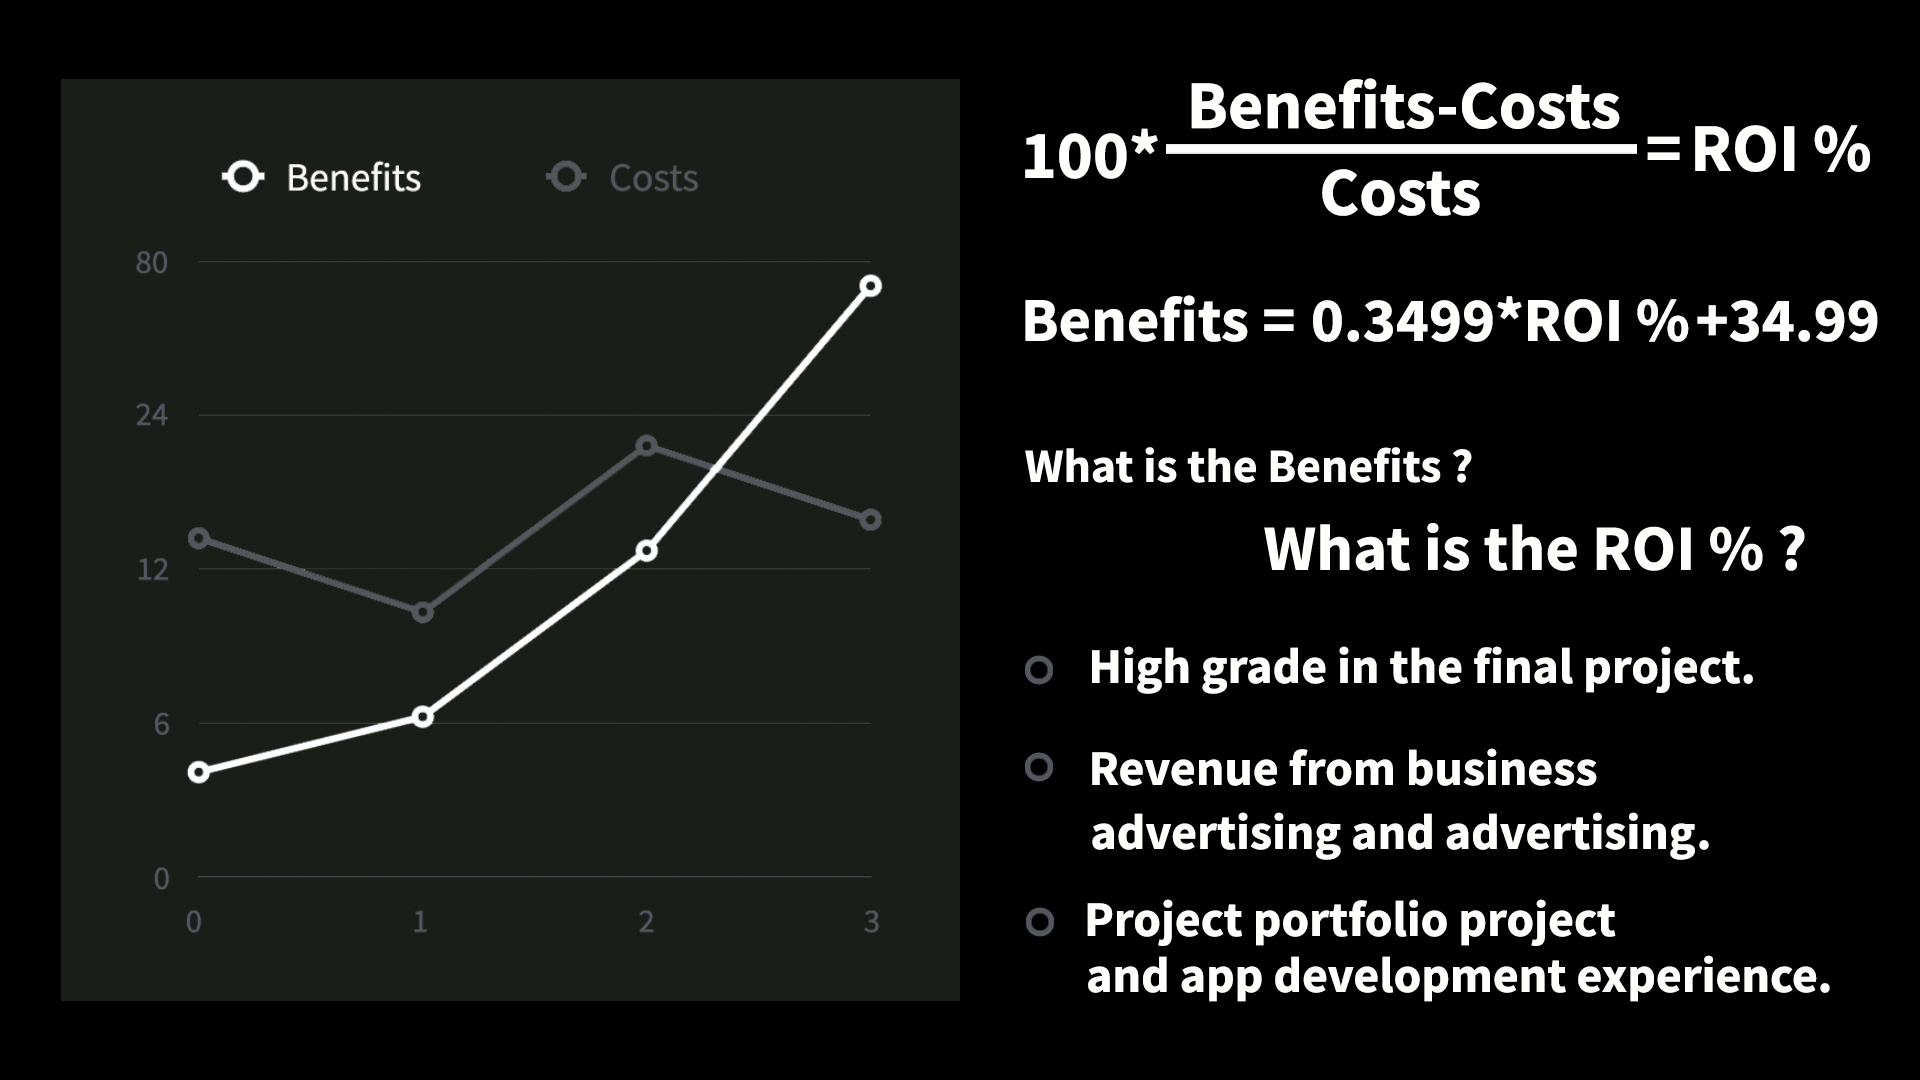 Benefits Costs
80
24
12
6
0
0 1 2 3
Benefits-Costs
100* = ROI %
Costs
Benefits = 0.3499*ROI %+34.99
What is the Benefits ?
What is the ROI % ?
High grade in the final project.
Revenue from business
advertising and advertising.
Project portfolio project
and app development experience.